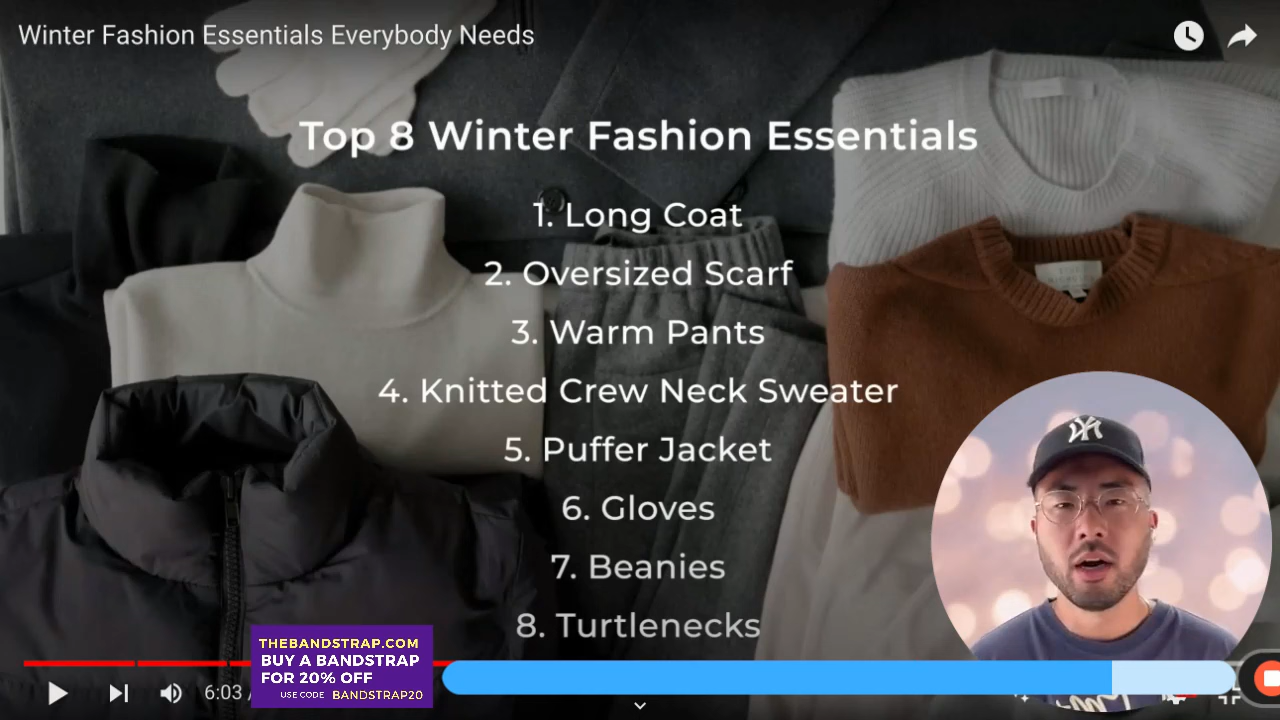 Winter Fashion Essentials Everybody Needs
Top 8 Winter Fashion Essentials
1. Long Coat
2. Oversized Scarf
3. Warm Pants
4. Knitted Crew Neck Sweater
5. Puffer Jacket
6. Gloves
7. Beanies
8. Turtlenecks
THEBANDSTRAP.COM
BUY A BANDSTRAP
FOR 20% OFF
USE CODE BANDSTRAP20
6:03 /
NY